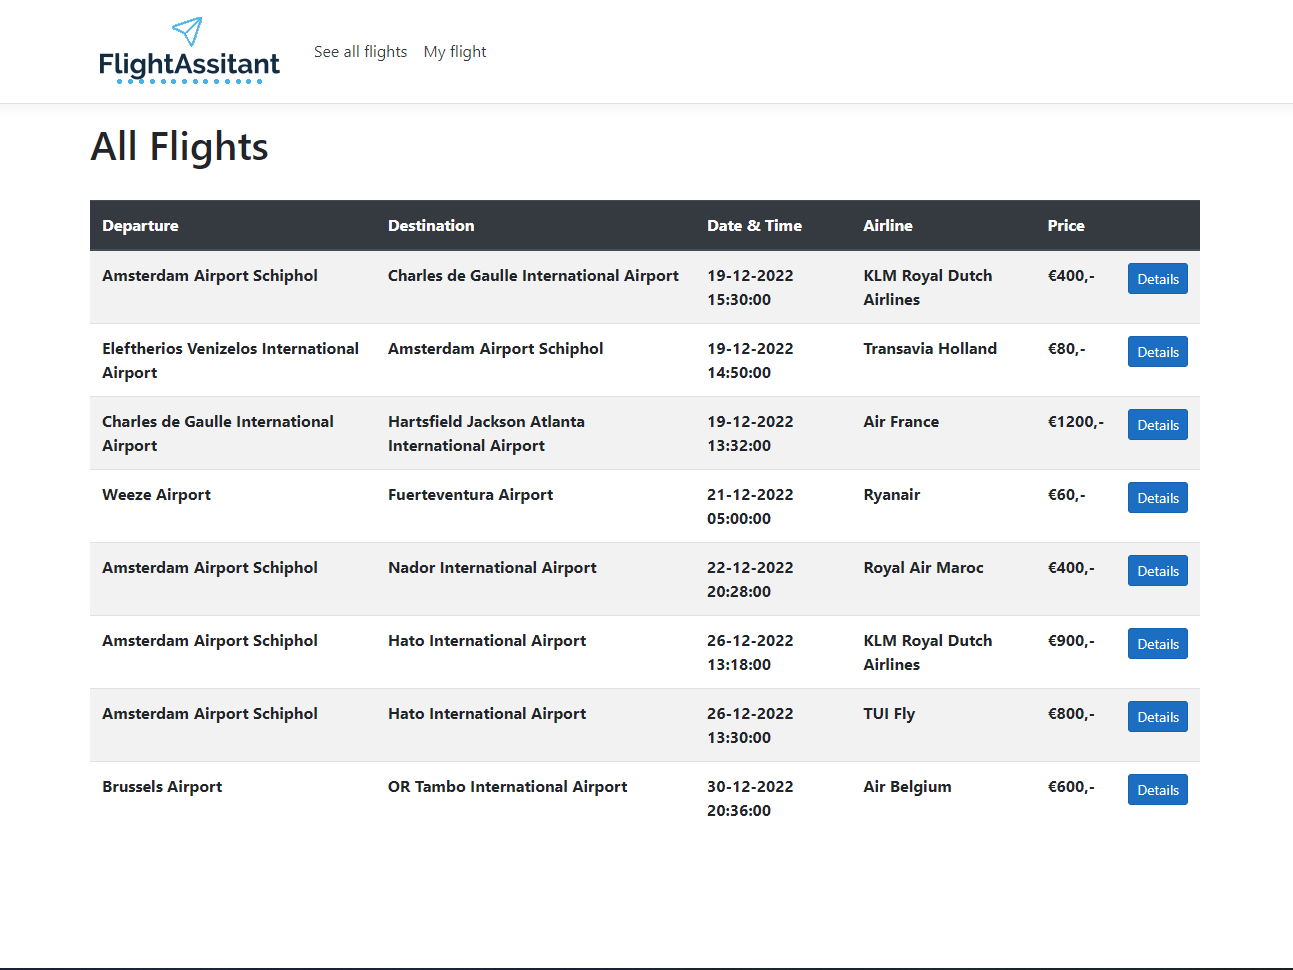 FlightAssitant
See all flights My flight
All Flights
Departure Destination Date & Time Airline Price
Amsterdam Airport Schiphol Charles de Gaulle International Airport 19-12-2022 KLM Royal Dutch €400,- Details
15:30:00 Airlines
Eleftherios Venizelos International Amsterdam Airport Schiphol 19-12-2022 Transavia Holland €80,- Details
Airport 14:50:00
Charles de Gaulle International Hartsfield Jackson Atlanta 19-12-2022 Air France €1200,- Details
Airport International Airport 13:32:00
Weeze Airport Fuerteventura Airport 21-12-2022 Ryanair €60,- Details
05:00:00
Amsterdam Airport Schiphol Nador International Airport 22-12-2022 Royal Air Maroc €400,- Details
20:28:00
Amsterdam Airport Schiphol Hato International Airport 26-12-2022 KLM Royal Dutch €900,- Details
13:18:00 Airlines
Amsterdam Airport Schiphol Hato International Airport 26-12-2022 TUI Fly €800,- Details
13:30:00
Brussels Airport OR Tambo International Airport 30-12-2022 Air Belgium €600,- Details
20:36:00